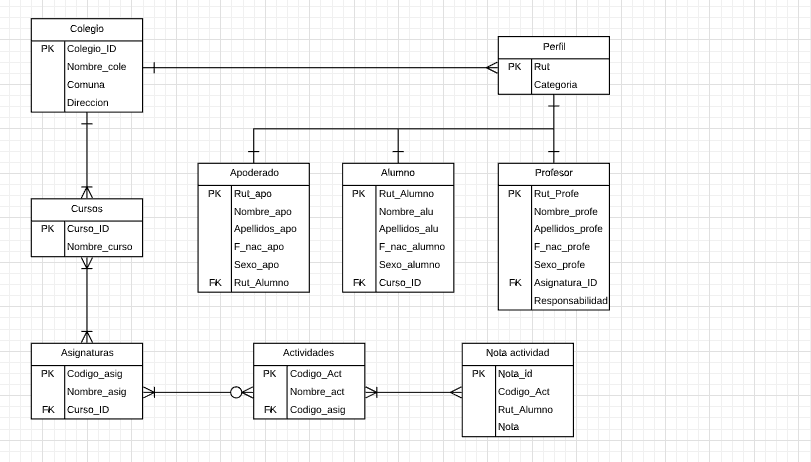 Colegio
PK Colegio_ID
Nombre_cole
Comuna
Direccion
Perfil
PK Rut
Categoria
Apoderado
PK Rut_apo
Nombre_apo
Apellidos_apo
F_nac_apo
Sexo_apo
FK Rut_Alumno
Alumno
PK Rut_Alumno
Nombre_alu
Apellidos_alu
F_nac_alumno
Sexo_alumno
FK Curso_ID
Profesor
PK Rut_Profe
Nombre_profe
Apellidos_profe
F_nac_profe
Sexo_profe
FK Asignatura_ID
Responsabilidad
Cursos
PK Curso_ID
Nombre_curso
Asignaturas
PK Codigo_asig
Nombre_asig
FK Curso_ID
Actividades
PK Codigo_Act
Nombre_act
FK Codigo_asig
Nota actividad
PK Nota_id
Codigo_Act
Rut_Alumno
Nota